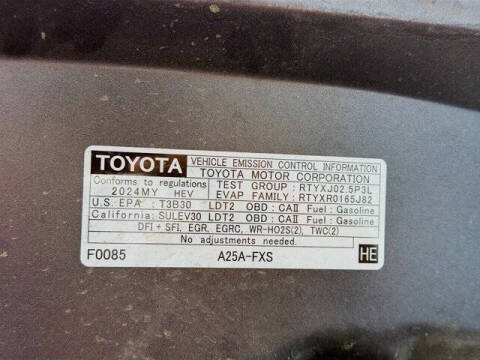 TOYOTA VEHICLE EMISSION CONTROL INFORMATION
TOYOTA MOTOR CORPORATION
Conforms to regulations TEST GROUP : RTYXJ02.5P3L
2024MY HEV EVAP FAMILY : RTYXR0165J82
U.S. EPA : T3B30 LDT2 OBD : CAII Fuel : Gasoline
California: SULEV30 LDT2 OBD : CAII Fuel : Gasoline
DFI + SFI, EGR, EGRC, WR-HO2S(2), TWC(2)
No adjustments needed.
F0085 A25A-FXS HE